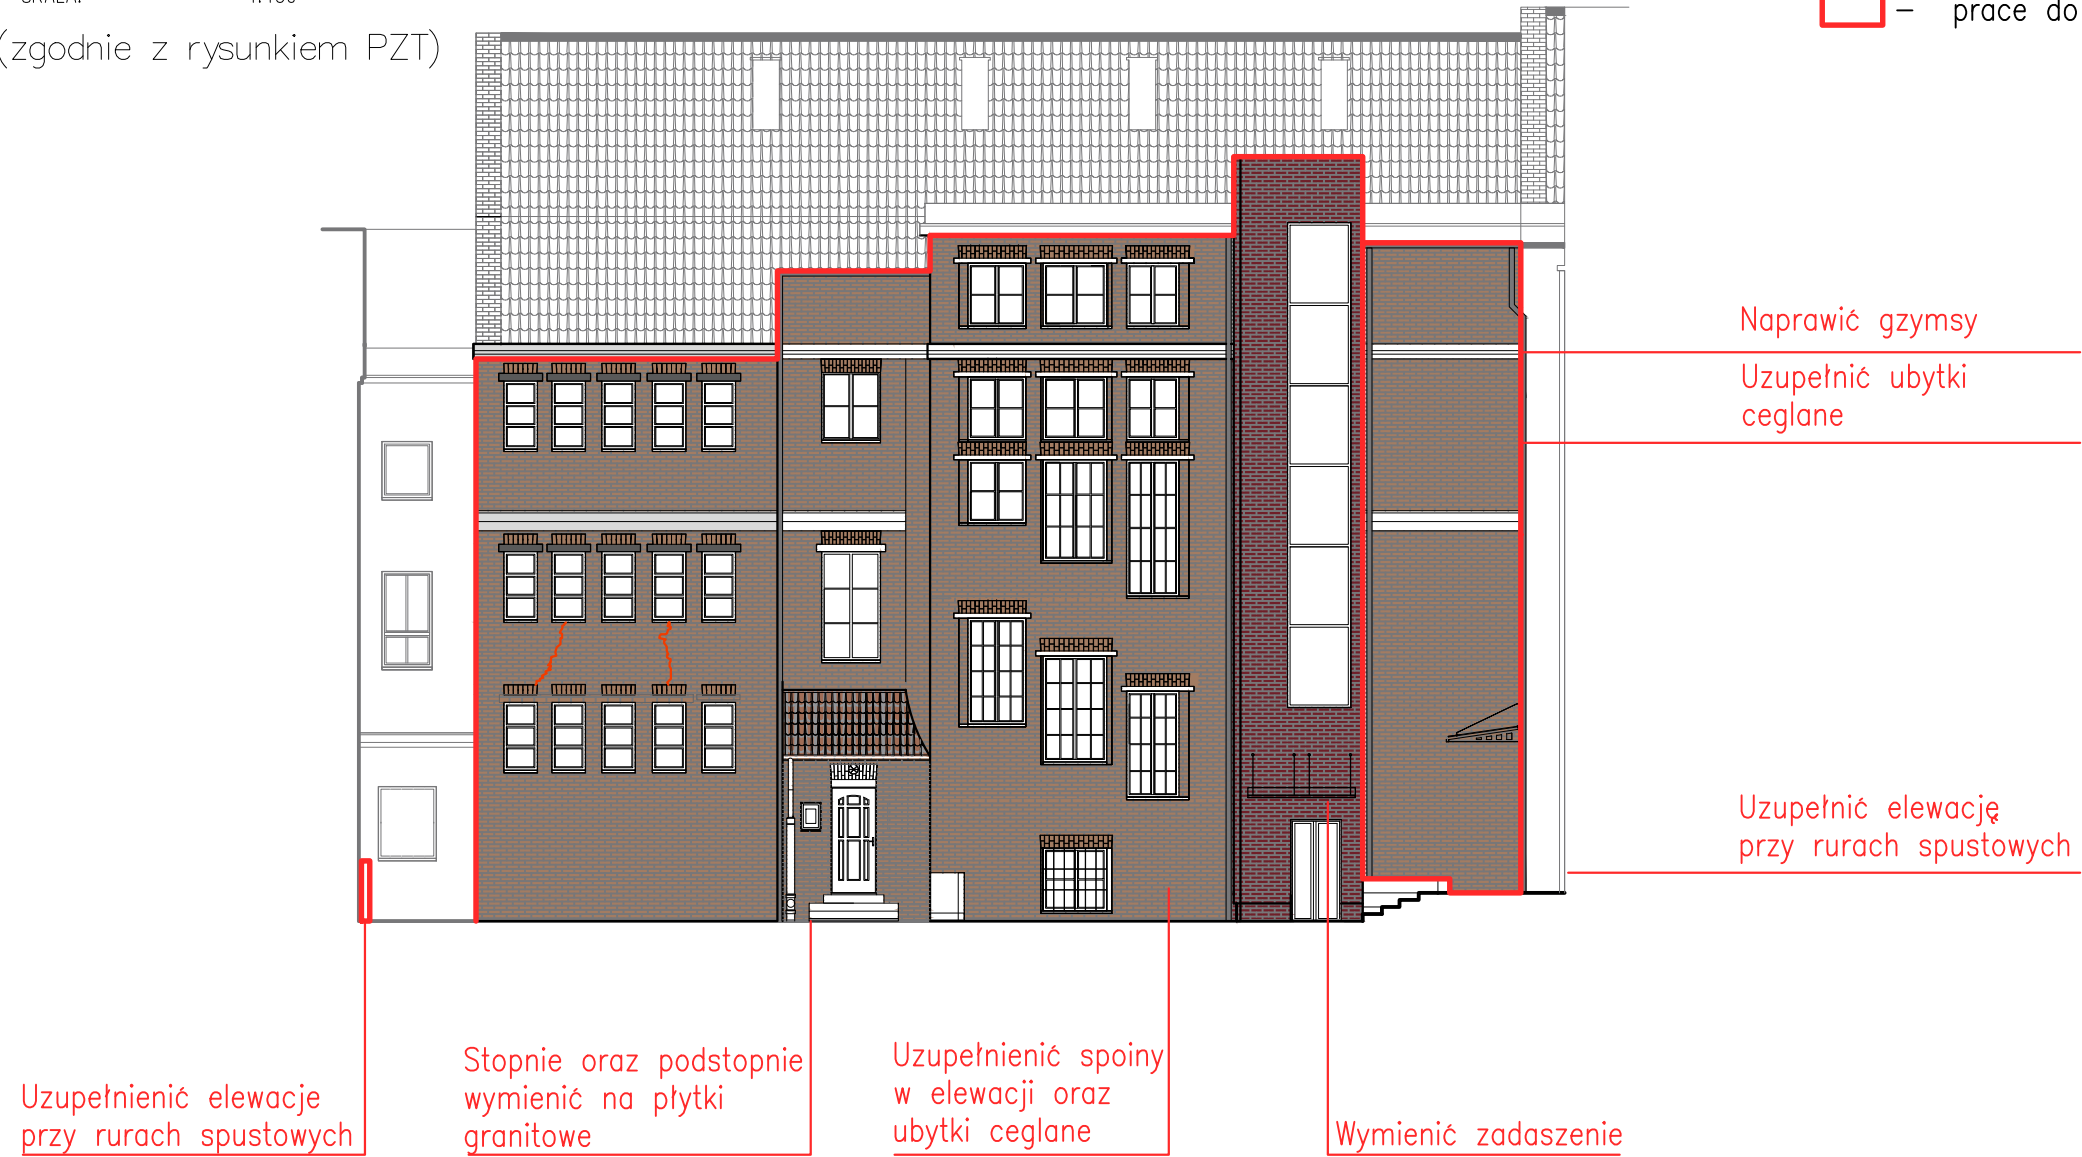 (zgodnie z rysunkiem PZT)
– prace do
Naprawić gzymsy
Uzupełnić ubytki
ceglane
Uzupełnić elewację
przy rurach spustowych
Uzupełnienić elewacje
przy rurach spustowych
Stopnie oraz podstopnie
wymienić na płytki
granitowe
Uzupełnienić spoiny
w elewacji oraz
ubytki ceglane
Wymienić zadaszenie